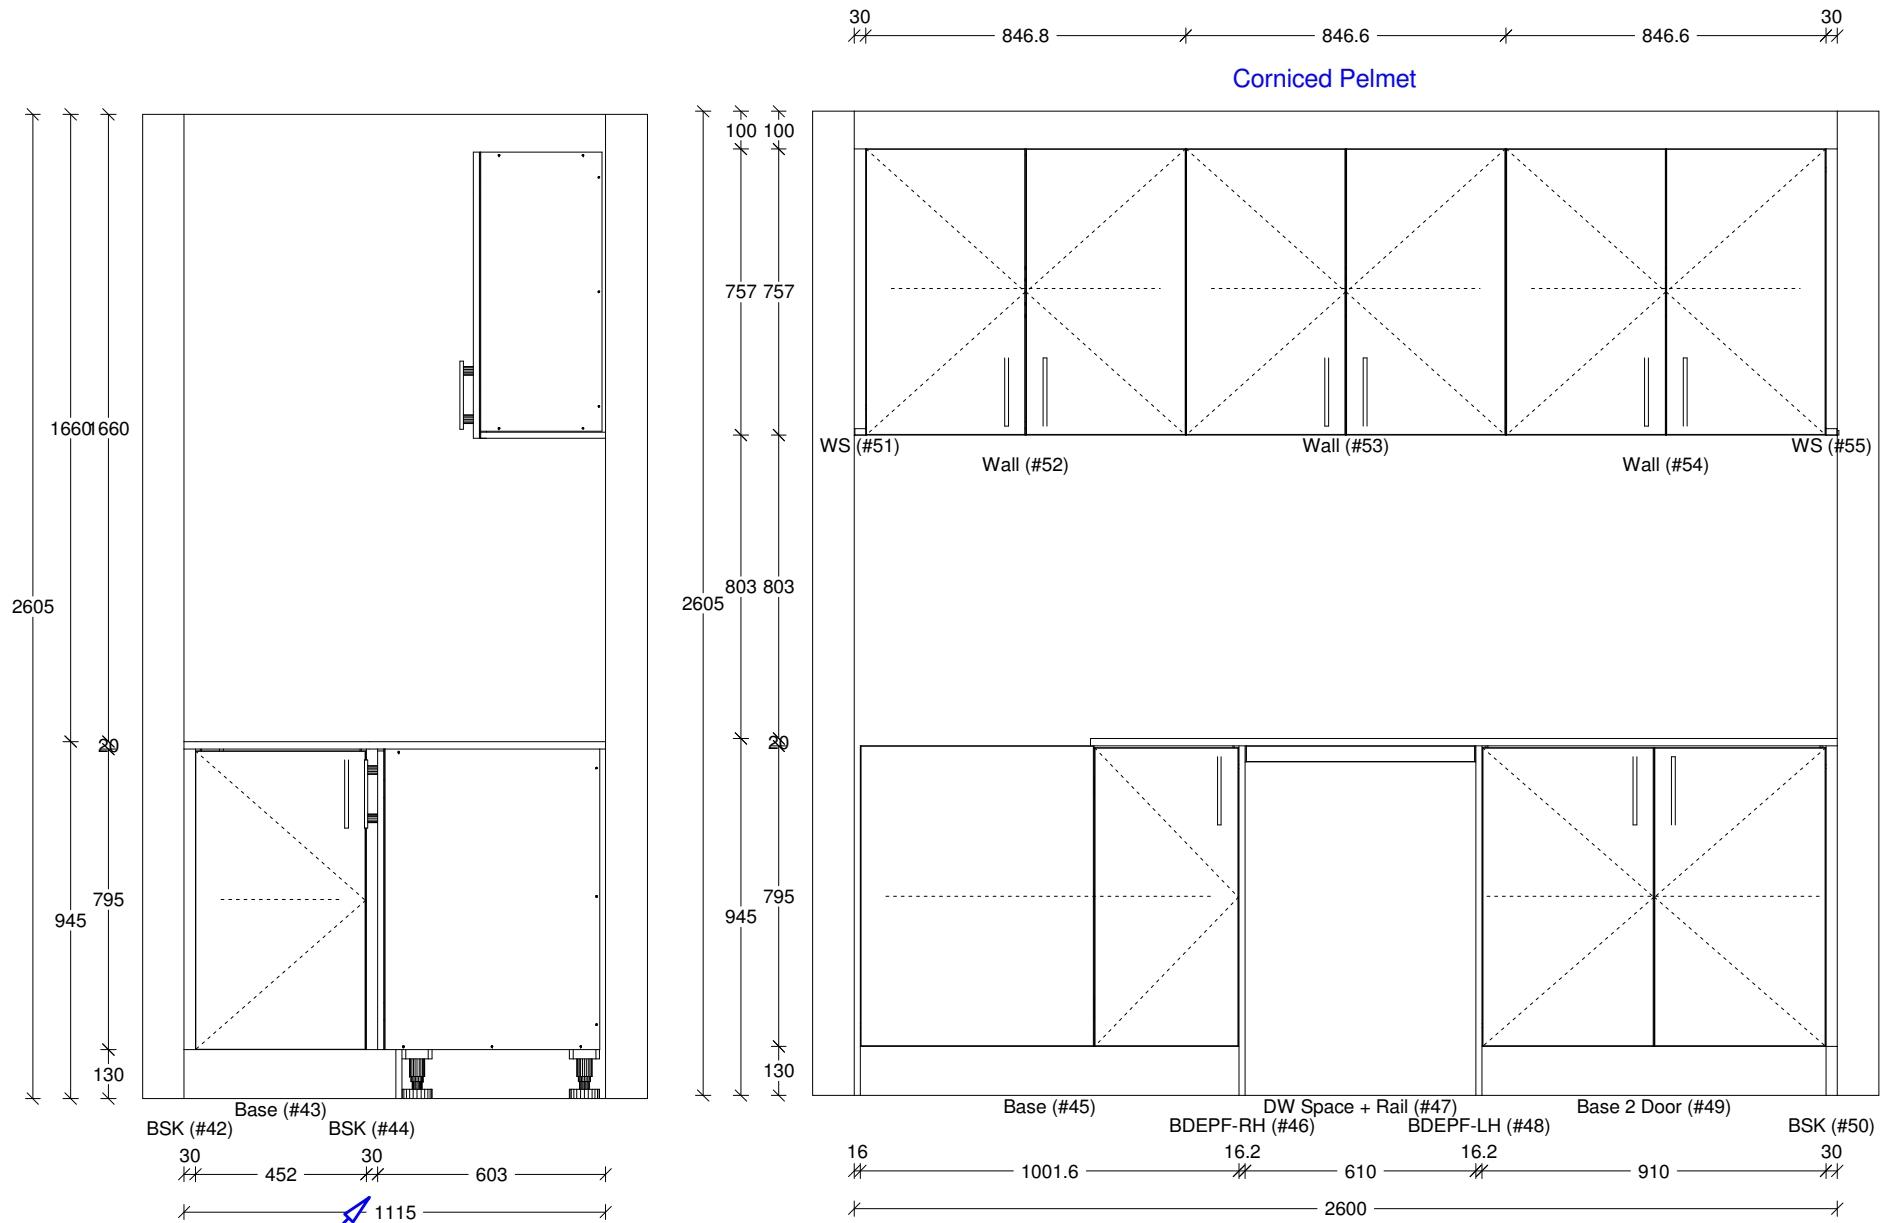 30 846.8 846.6 846.6 30
Corniced Pelmet
100 100
757 757
1660 1660
WS (#51) Wall (#53) WS (#55)
Wall (#52) Wall (#54)
803 803
2605 2605
20 20
795 795
945 945
130 130
Base (#43) Base (#45) DW Space + Rail (#47) Base 2 Door (#49)
BSK (#42) BSK (#44) BDEPF-RH (#46) BDEPF-LH (#48) BSK (#50)
30 30 16 16.2 16.2 30
452 603 1001.6 610 910
1115 2600